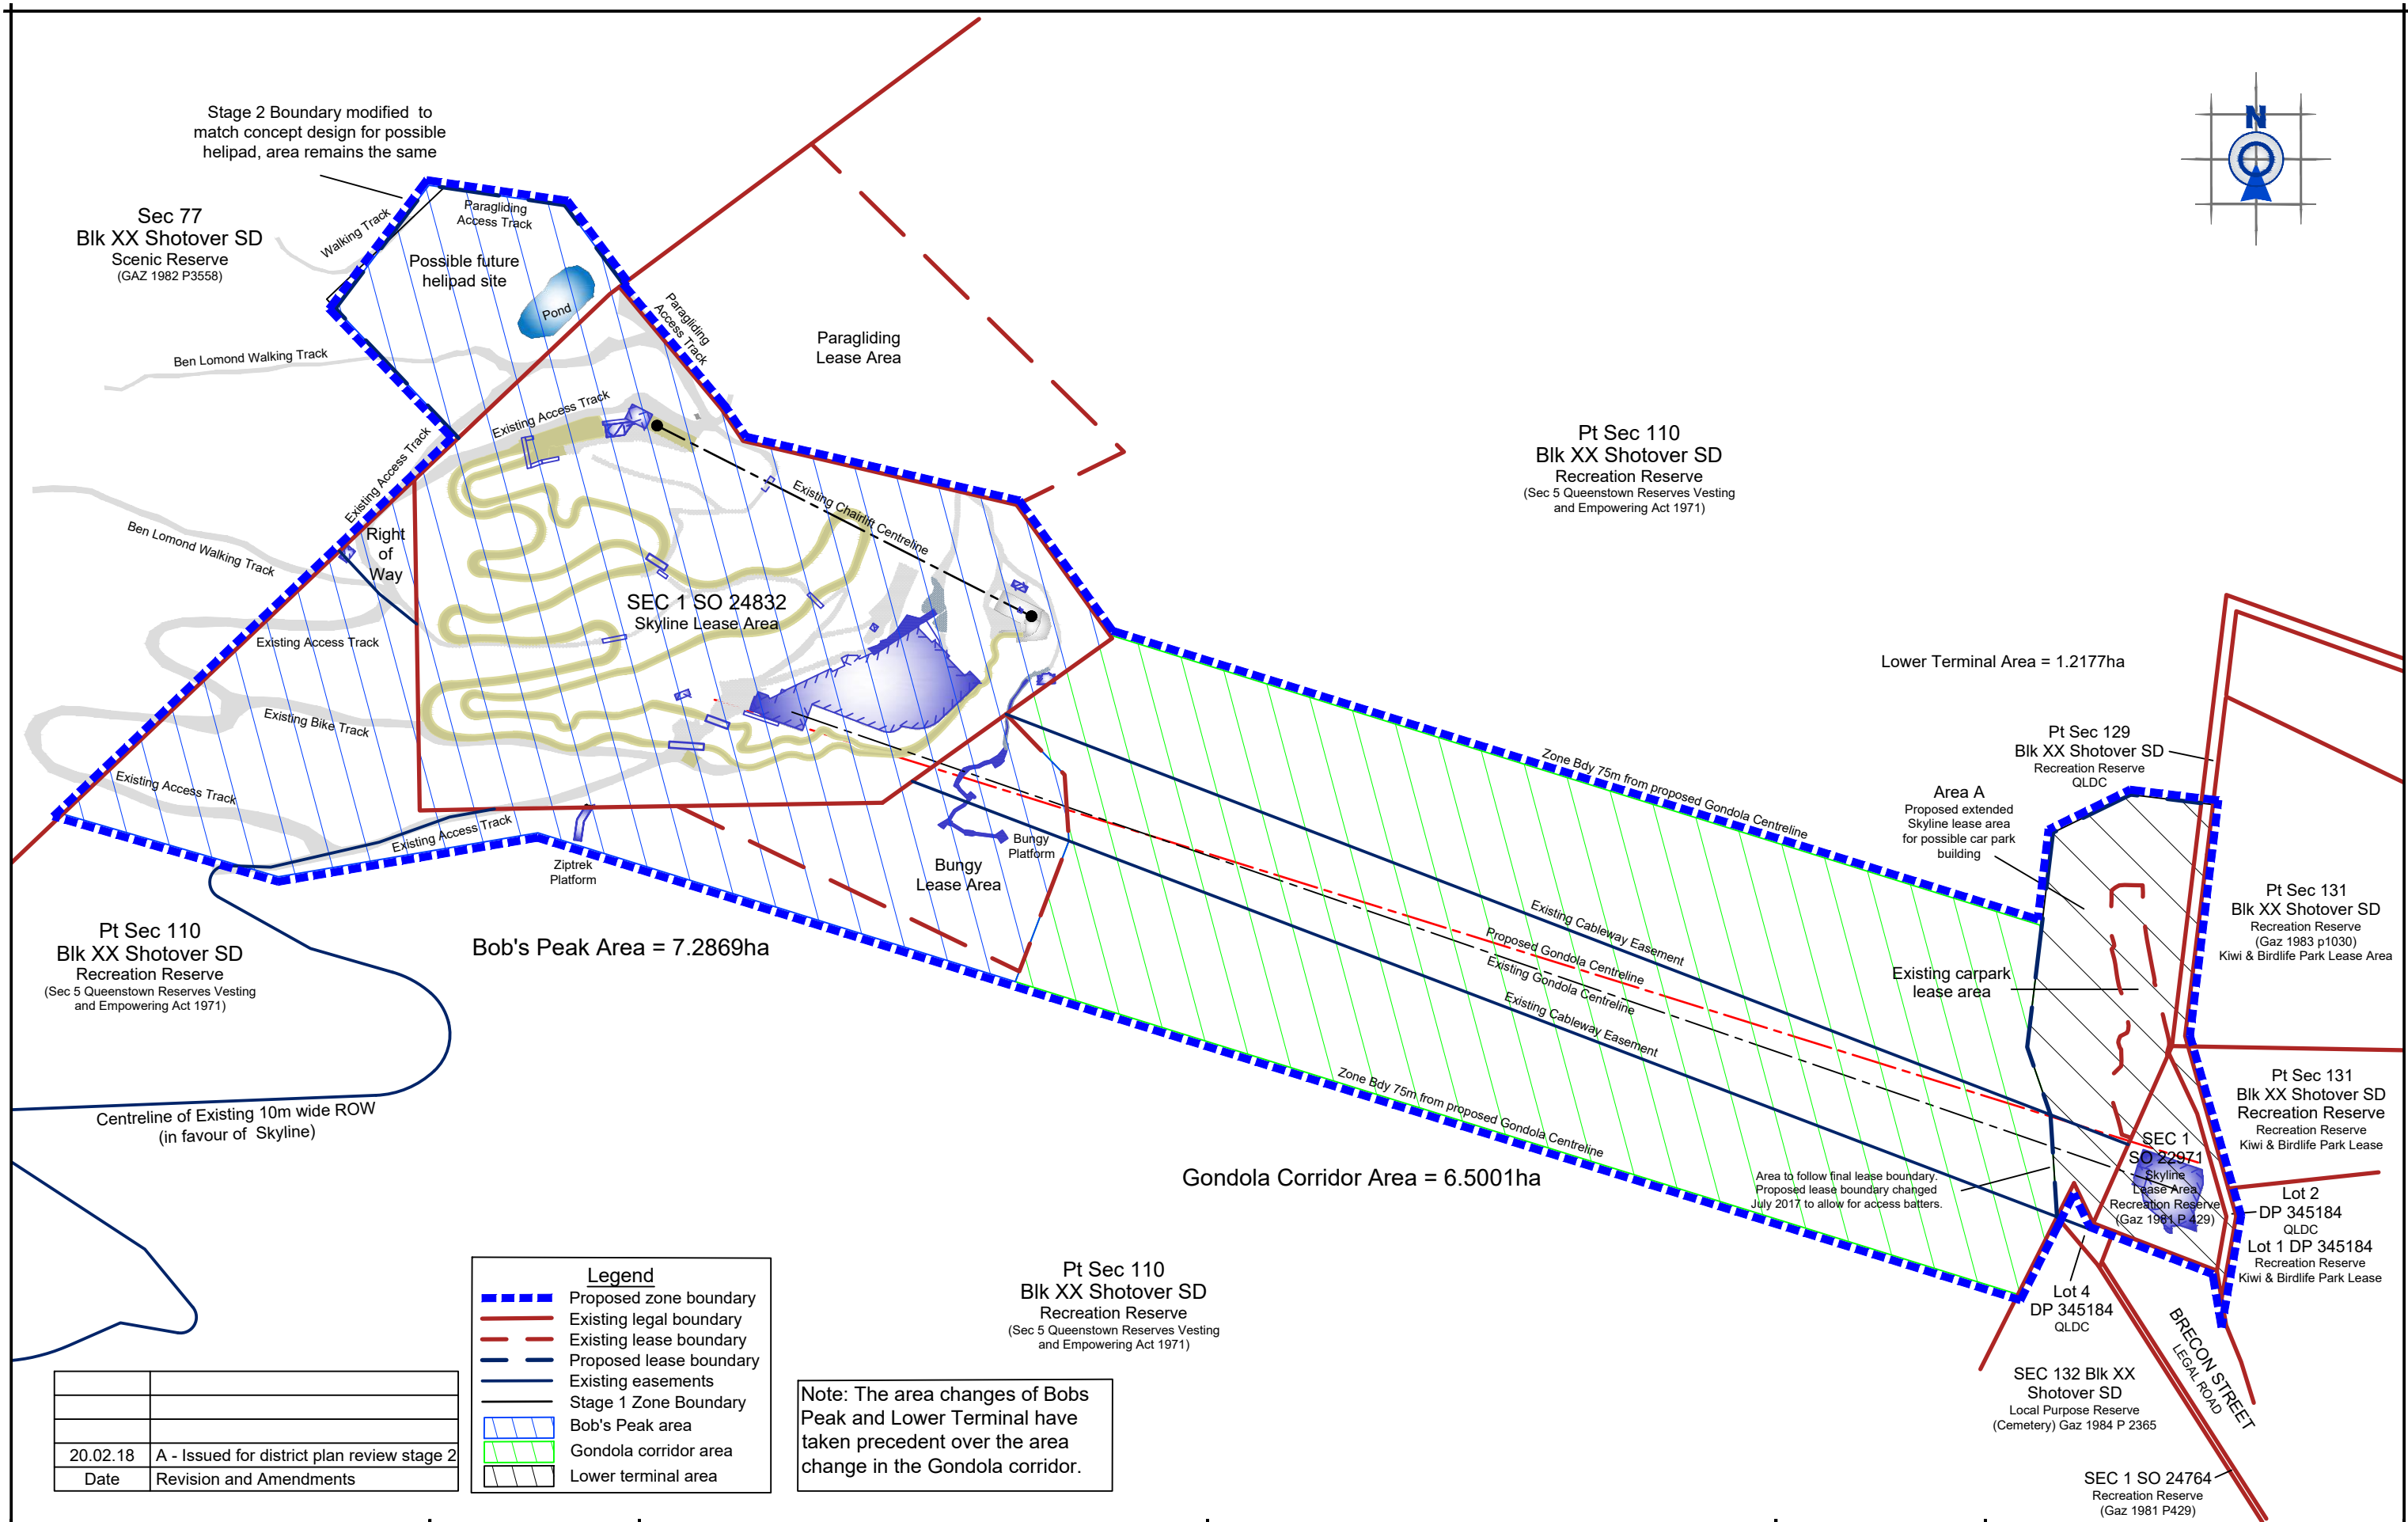 Stage 2 Boundary modified to
match concept design for possible
helipad, area remains the same
N
Sec 77
Blk XX Shotover SD
Scenic Reserve
(GAZ 1982 P3558)
Walking Track
Paragliding
Access Track
Possible future
helipad site
Pond
Paragliding
Access Track
Paragliding
Lease Area
Ben Lomond Walking Track
Existing Access Track
Existing Access Track
Ben Lomond Walking Track
Right
of
Way
Existing Chairlift Centreline
SEC 1 SO 24832
Skyline Lease Area
Existing Access Track
Existing Bike Track
Existing Access Track
Existing Access Track
Ziptrek
Platform
Bungy
Platform
Bungy
Lease Area
Pt Sec 110
Blk XX Shotover SD
Recreation Reserve
(Sec 5 Queenstown Reserves Vesting
and Empowering Act 1971)
Lower Terminal Area = 1.2177ha
Pt Sec 129
Blk XX Shotover SD
Recreation Reserve
QLDC
Area A
Proposed extended
Skyline lease area
for possible car park
building
Zone Bdy 75m from proposed Gondola Centreline
Existing Cableway Easement
Proposed Gondola Centreline
Existing Gondola Centreline
Existing Cableway Easement
Zone Bdy 75m from proposed Gondola Centreline
Existing carpark
lease area
Pt Sec 131
Blk XX Shotover SD
Recreation Reserve
(Gaz 1983 p1030)
Kiwi & Birdlife Park Lease Area
Pt Sec 110
Blk XX Shotover SD
Recreation Reserve
(Sec 5 Queenstown Reserves Vesting
and Empowering Act 1971)
Bob's Peak Area = 7.2869ha
Centreline of Existing 10m wide ROW
(in favour of Skyline)
Pt Sec 131
Blk XX Shotover SD
Recreation Reserve
Recreation Reserve
Kiwi & Birdlife Park Lease
SEC 1
SO 22971
Skyline
Lease Area
Recreation Reserve
(Gaz 1981 P 429)
Gondola Corridor Area = 6.5001ha
Area to follow final lease boundary.
Proposed lease boundary changed
July 2017 to allow for access batters.
Lot 2
DP 345184
QLDC
Lot 1 DP 345184
Recreation Reserve
Kiwi & Birdlife Park Lease
Lot 4
DP 345184
QLDC
Pt Sec 110
Blk XX Shotover SD
Recreation Reserve
(Sec 5 Queenstown Reserves Vesting
and Empowering Act 1971)
BRECON STREET
LEGAL ROAD
SEC 132 Blk XX
Shotover SD
Local Purpose Reserve
(Cemetery) Gaz 1984 P 2365
SEC 1 SO 24764
Recreation Reserve
(Gaz 1981 P429)
Legend
Proposed zone boundary
Existing legal boundary
Existing lease boundary
Proposed lease boundary
Existing easements
Stage 1 Zone Boundary
Bob's Peak area
Gondola corridor area
Lower terminal area
Note: The area changes of Bobs
Peak and Lower Terminal have
taken precedent over the area
change in the Gondola corridor.
20.02.18 A - Issued for district plan review stage 2
Date Revision and Amendments